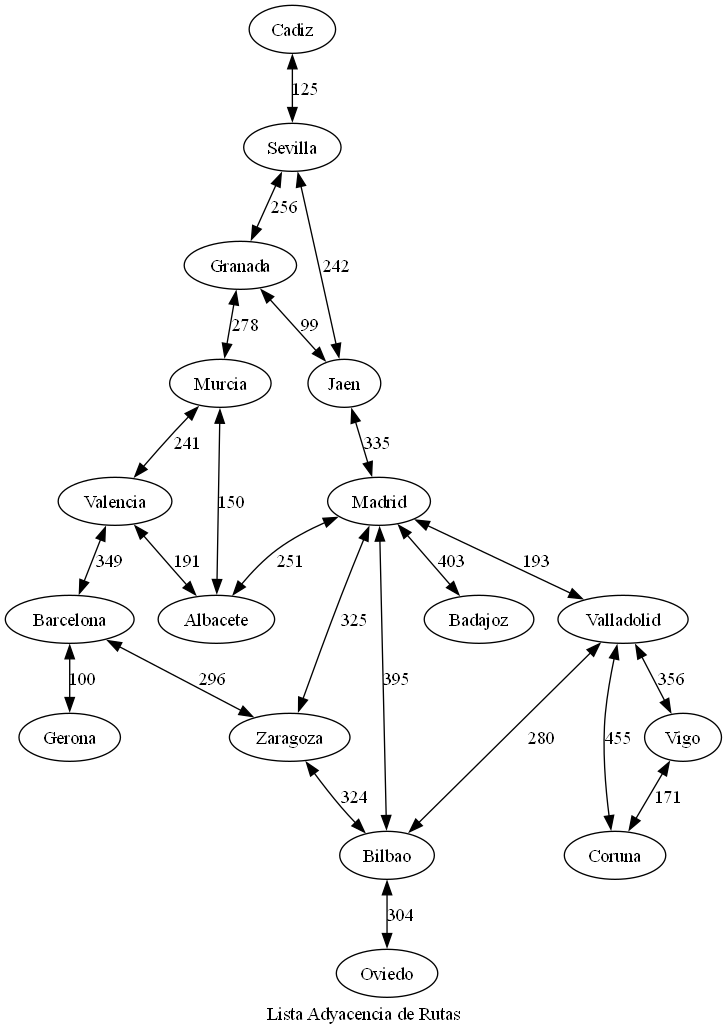 Cadiz
125
Sevilla
256
242
Granada
278
99
Murcia
Jaen
241
150
335
Valencia
Madrid
349
191
251
403
193
325
395
Barcelona
Albacete
Badajoz
Valladolid
100
296
280
455
356
Gerona
Zaragoza
Vigo
324
171
Bilbao
Coruna
304
Oviedo
Lista Adyacencia de Rutas